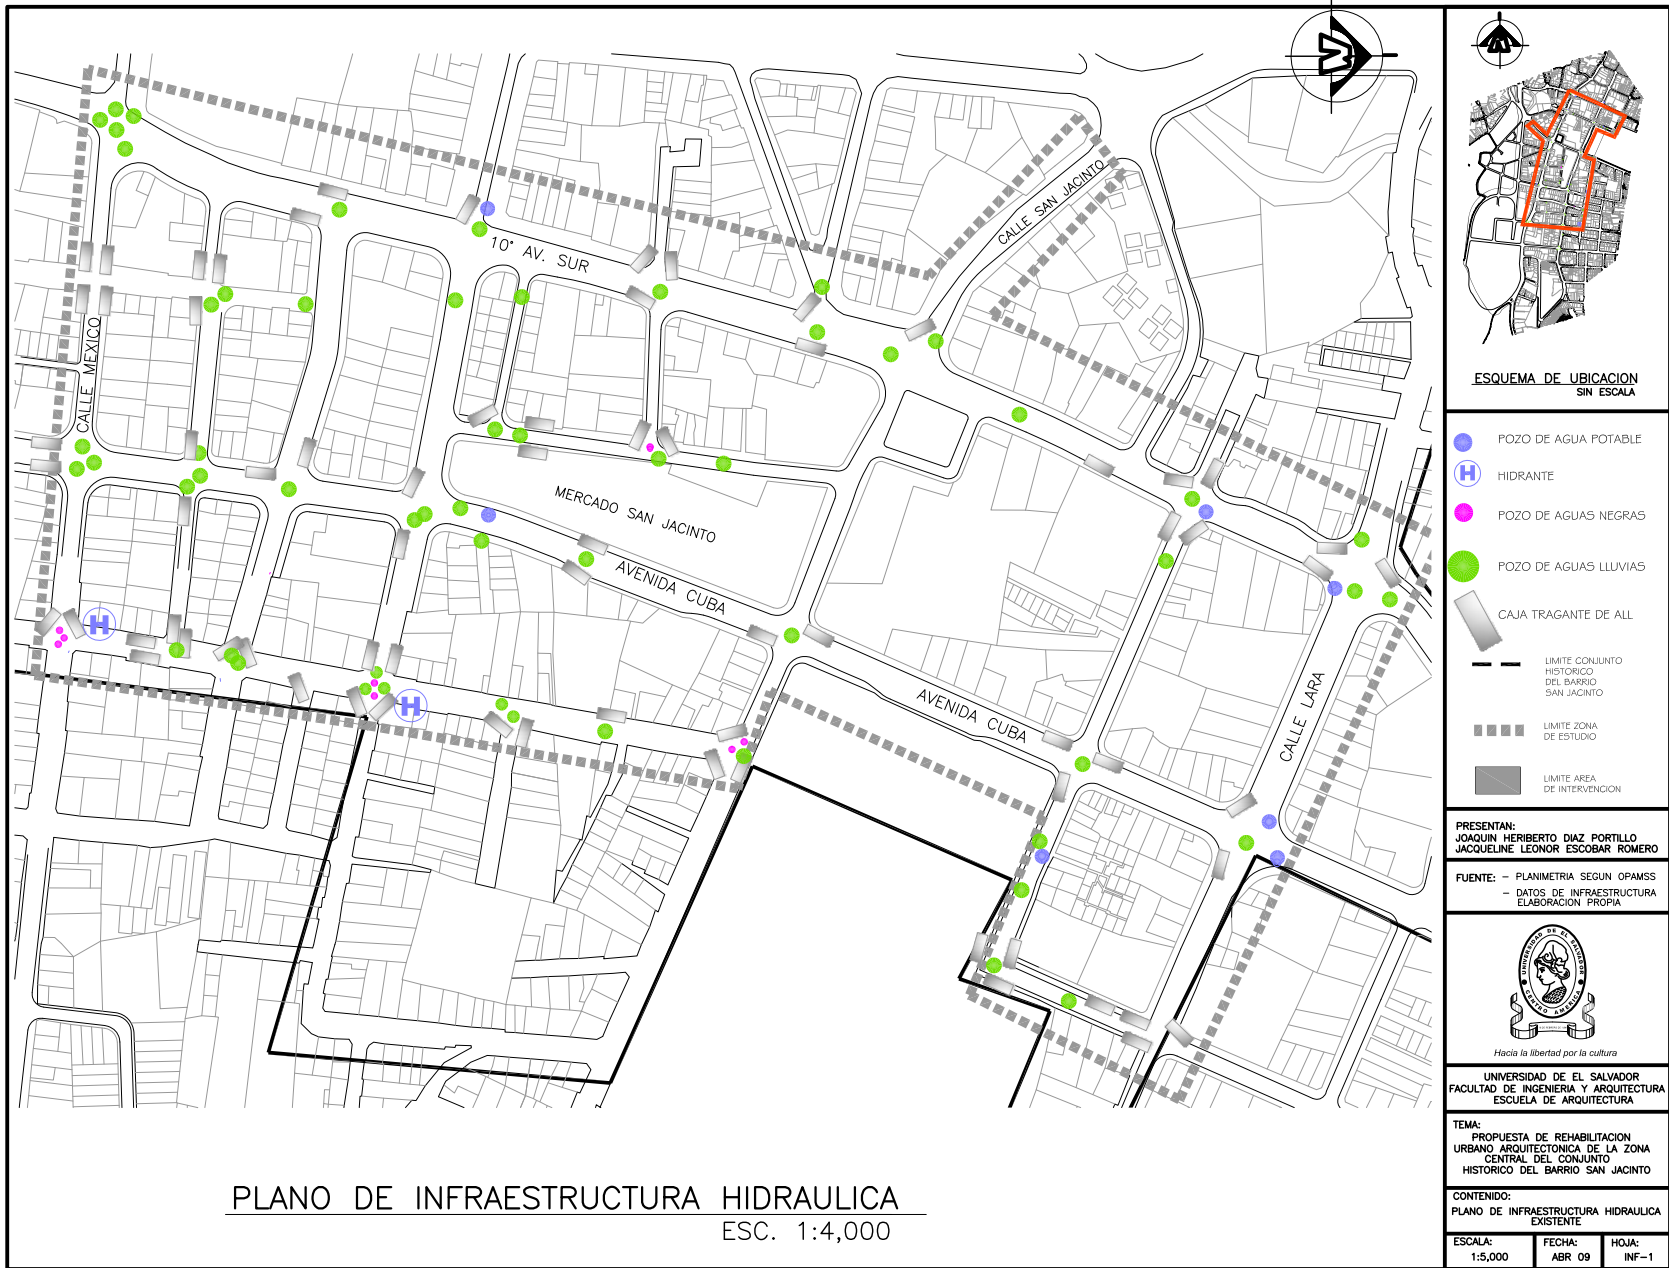 10° AV. SUR
CALLE SAN JACINTO
CALLE MEXICO
MERCADO SAN JACINTO
AVENIDA CUBA
AVENIDA CUBA
CALLE LARA
H
H
PLANO DE INFRAESTRUCTURA HIDRAULICA
ESC. 1:4,000
ESQUEMA DE UBICACION
SIN ESCALA
POZO DE AGUA POTABLE
H
HIDRANTE
POZO DE AGUAS NEGRAS
POZO DE AGUAS LLUVIAS
CAJA TRAGANTE DE ALL
LIMITE CONJUNTO
HISTORICO
DEL BARRIO
SAN JACINTO
LIMITE ZONA
DE ESTUDIO
LIMITE AREA
DE INTERVENCION
PRESENTAN:
JOAQUIN HERIBERTO DIAZ PORTILLO
JACQUELINE LEONOR ESCOBAR ROMERO
FUENTE: - PLANIMETRIA SEGUN OPAMSS
- DATOS DE INFRAESTRUCTURA
ELABORACION PROPIA
UNIVERSIDAD DE EL SALVADOR
CENTRO AMERICA
Hacia la libertad por la cultura
UNIVERSIDAD DE EL SALVADOR
FACULTAD DE INGENIERIA Y ARQUITECTURA
ESCUELA DE ARQUITECTURA
TEMA:
PROPUESTA DE REHABILITACION
URBANO ARQUITECTONICA DE LA ZONA
CENTRAL DEL CONJUNTO
HISTORICO DEL BARRIO SAN JACINTO
CONTENIDO:
PLANO DE INFRAESTRUCTURA HIDRAULICA
EXISTENTE
ESCALA:
1:5,000
FECHA:
ABR 09
HOJA:
INF-1